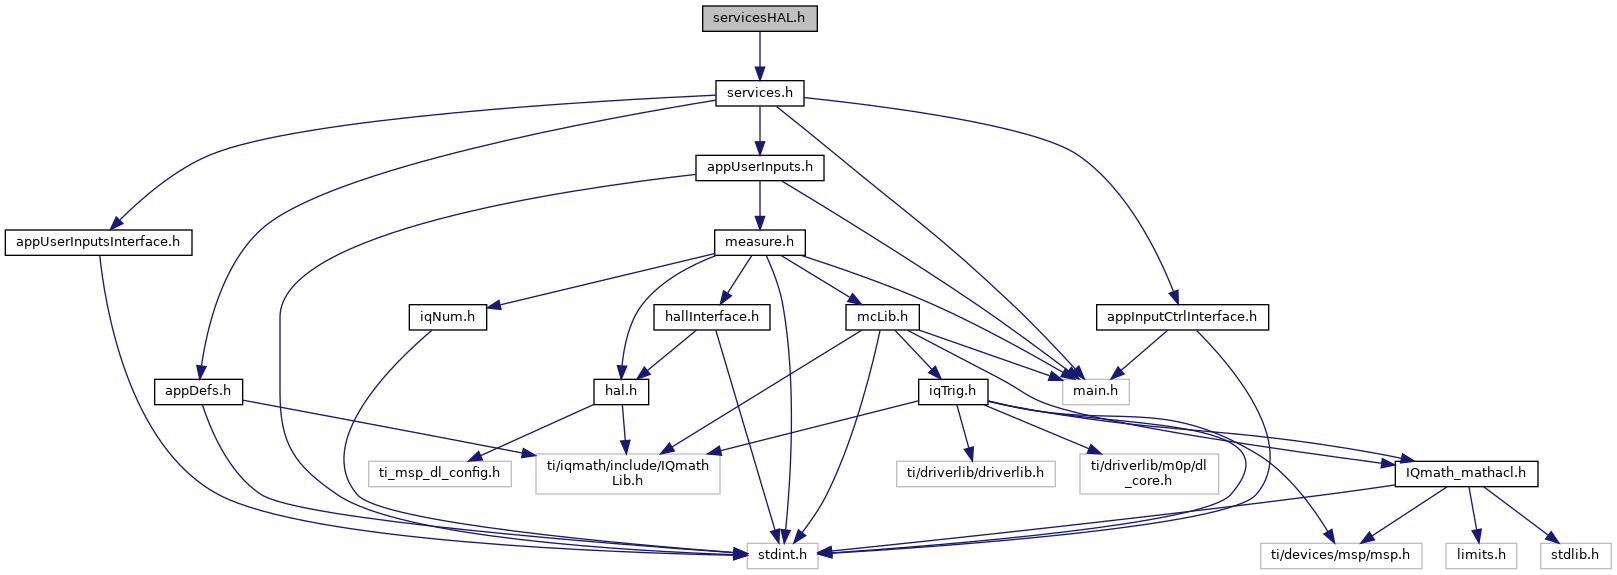 servicesHAL.h
services.h
appUserInputs.h
appUserInputsInterface.h
measure.h
iqNum.h
hallInterface.h
mcLib.h
appInputCtrlInterface.h
appDefs.h
hal.h
iqTrig.h
main.h
ti_msp_dl_config.h
ti/iqmath/include/IQmath
Lib.h
ti/driverlib/driverlib.h
ti/driverlib/m0p/dl
_core.h
IQmath_mathacl.h
stdint.h
ti/devices/msp/msp.h
limits.h
stdlib.h